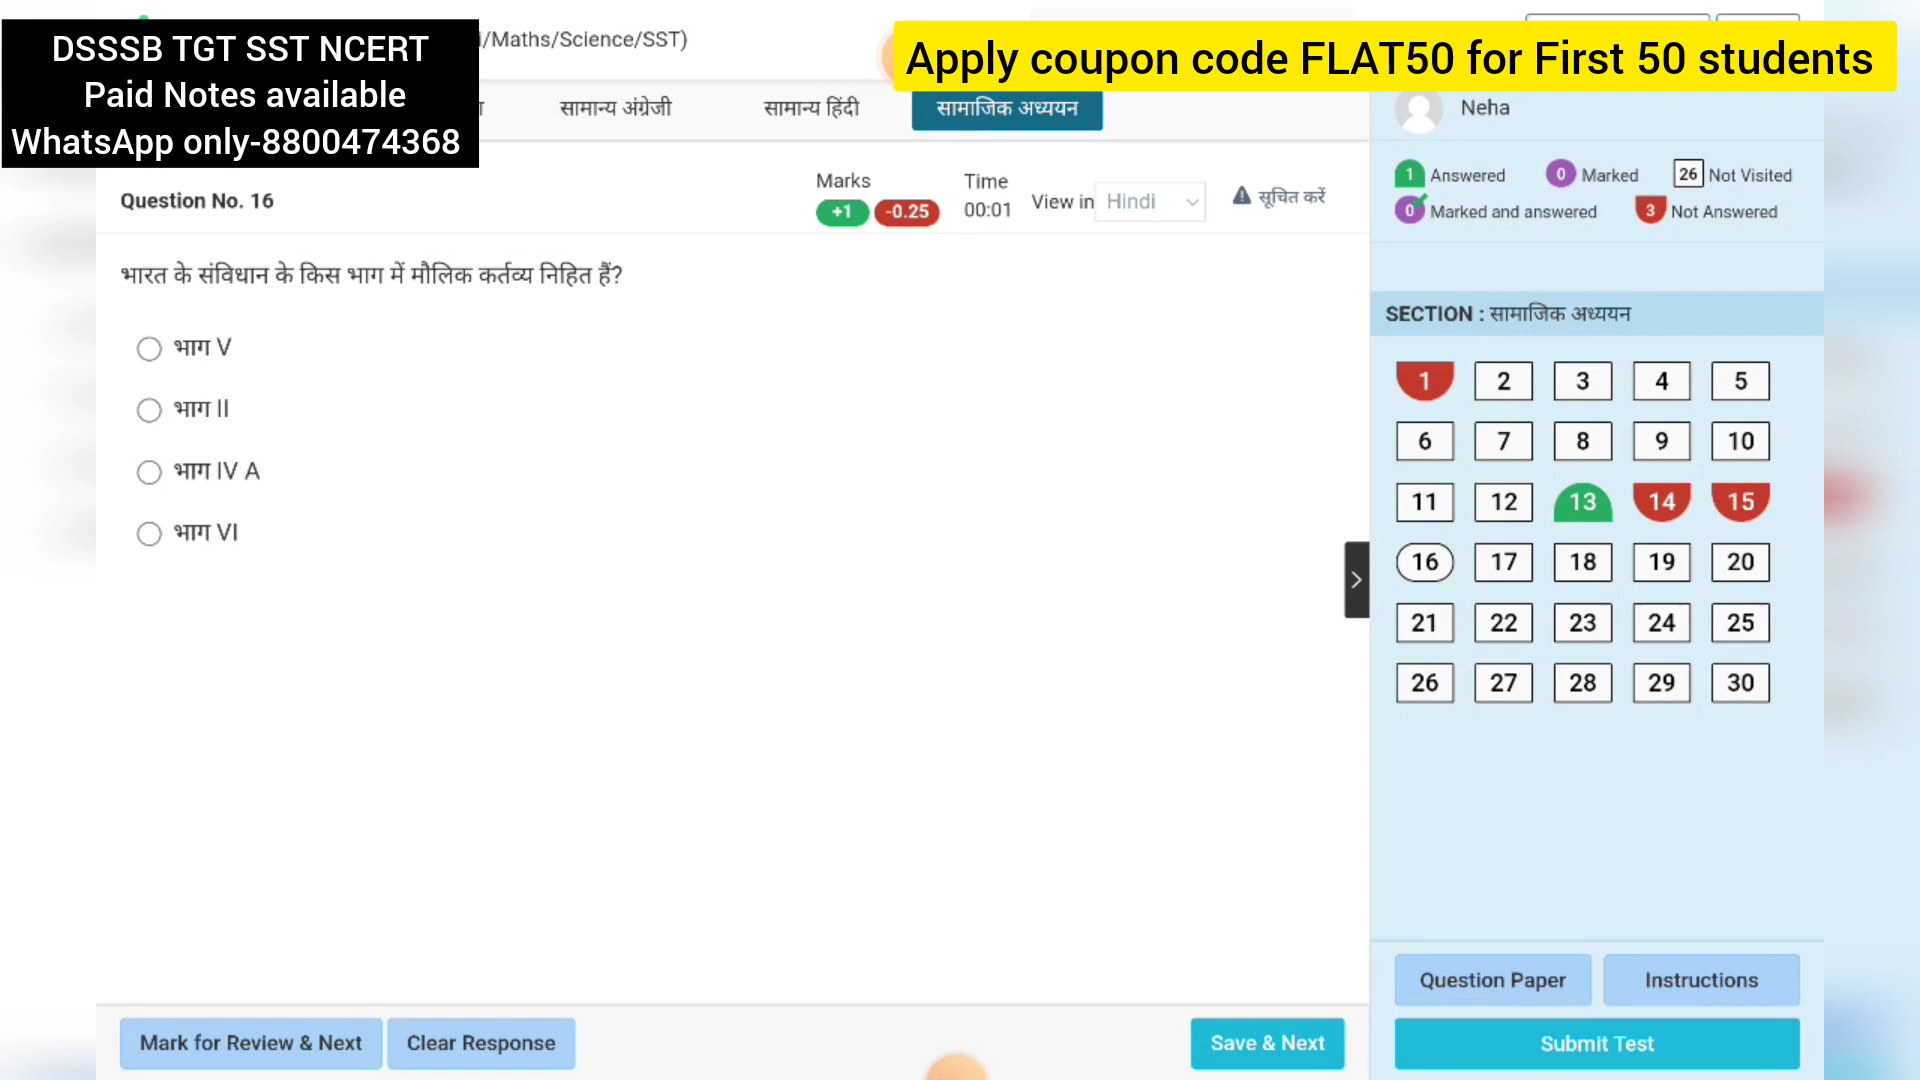 DSSSB TGT SST NCERT
Paid Notes available
WhatsApp only-8800474368
/Maths/Science/SST)
Apply coupon code FLAT50 for First 50 students
सामान्य अंग्रेजी
सामान्य हिंदी
सामाजिक अध्ययन
Neha
Question No. 16
Marks
+1
-0.25
Time
00:01
View in
Hindi
सूचित करें
1 Answered
0 Marked
26 Not Visited
0 Marked and answered
3 Not Answered
भारत के संविधान के किस भाग में मौलिक कर्तव्य निहित हैं?
भाग V
भाग II
भाग IV A
भाग VI
SECTION : सामाजिक अध्ययन
1 2 3 4 5
6 7 8 9 10
11 12 13 14 15
16 17 18 19 20
21 22 23 24 25
26 27 28 29 30
Question Paper
Instructions
Mark for Review & Next
Clear Response
Save & Next
Submit Test